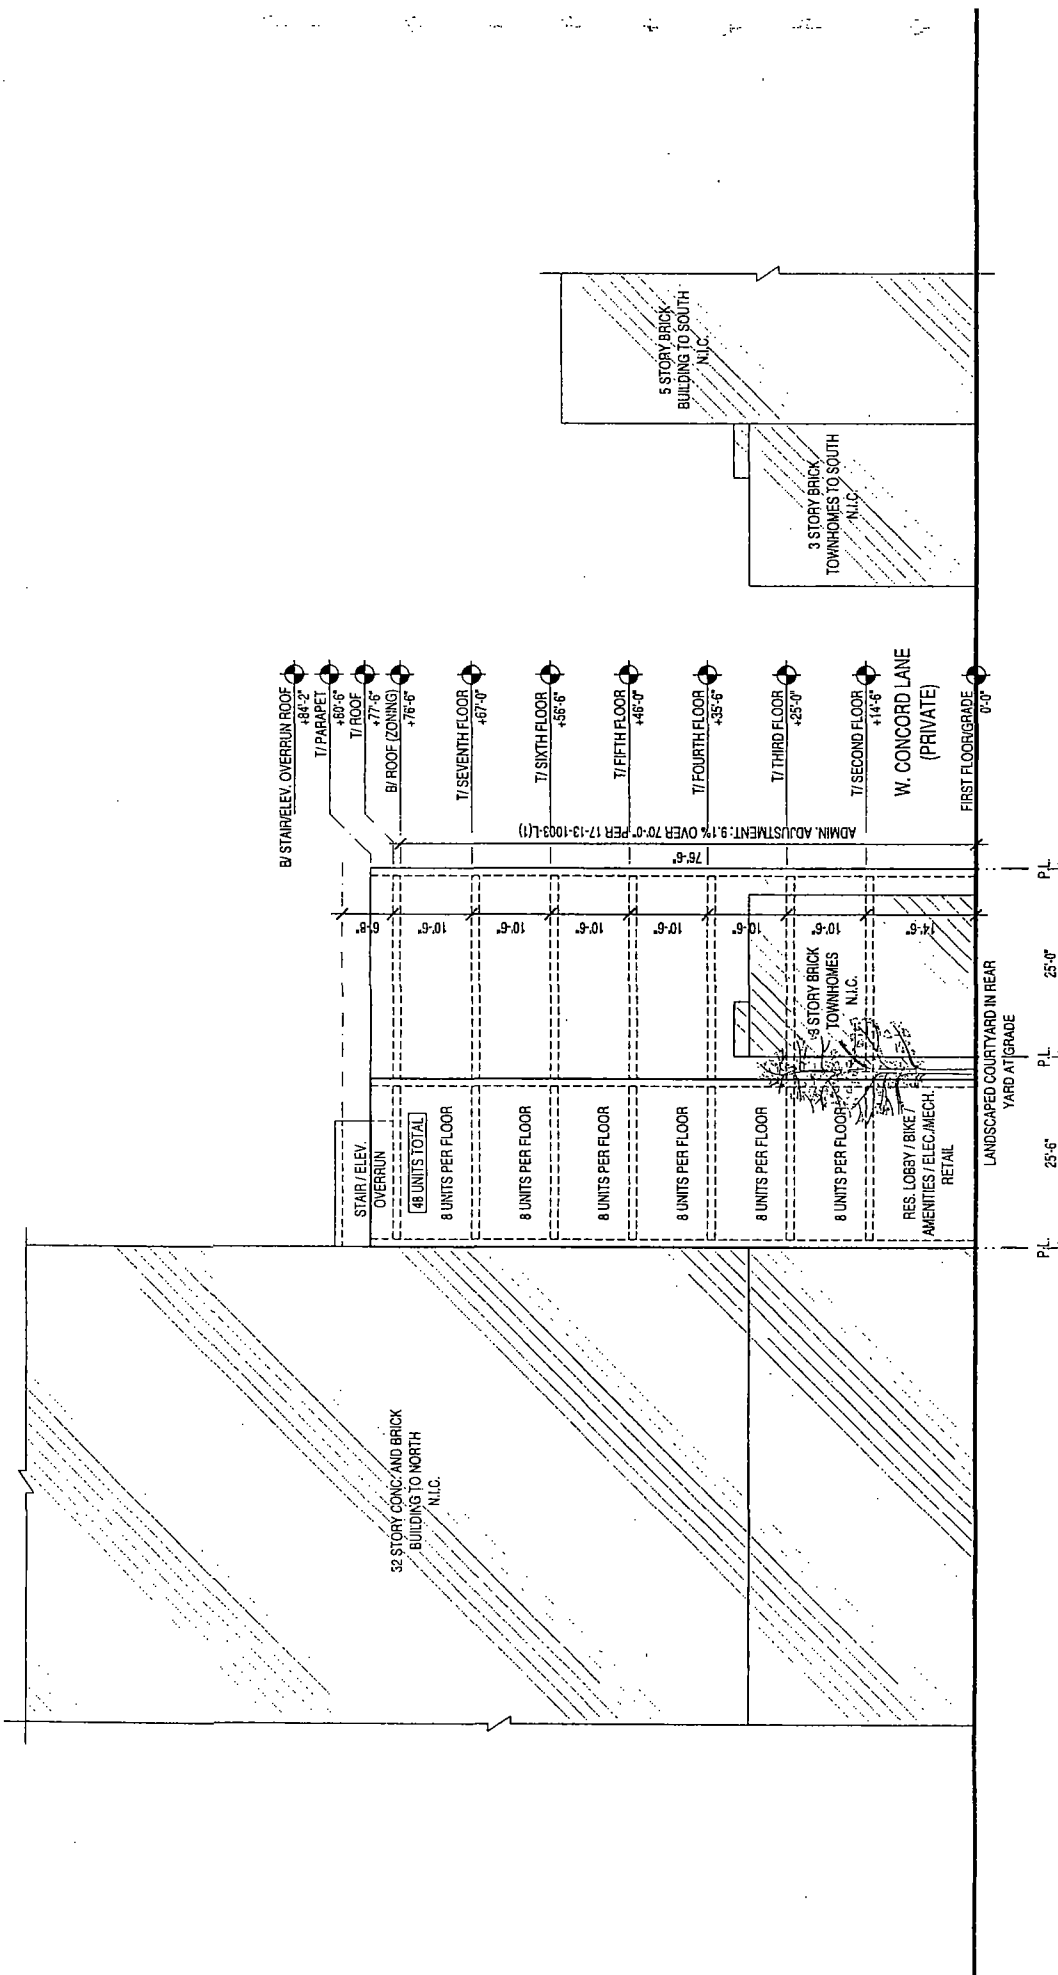 32 STORY CONC. AND BRICK
BUILDING TO NORTH
N.I.C.
STAIR / ELEV.
OVERRUN
48 UNITS TOTAL
8 UNITS PER FLOOR
8 UNITS PER FLOOR
8 UNITS PER FLOOR
8 UNITS PER FLOOR
8 UNITS PER FLOOR
8 UNITS PER FLOOR
RES. LOBBY / BIKE /
AMENITIES / ELEC./MECH.
RETAIL
3 STORY BRICK
TOWNHOMES
N.I.C.
6'-8"
10'-6"
10'-6"
10'-6"
10'-6"
10'-6"
10'-6"
14'-6"
76'-6"
ADMIN. ADJUSTMENT: 9.1% OVER 70'-0" PER 17-13-1003-L(1)
B/ STAIR/ELEV. OVERRUN ROOF
+84'-2"
T/ PARAPET
+80'-6"
T/ ROOF
+77'-6"
B/ ROOF (ZONING)
+76'-6"
T/ SEVENTH FLOOR
+67'-0"
T/ SIXTH FLOOR
+56'-6"
T/ FIFTH FLOOR
+46'-0"
T/ FOURTH FLOOR
+35'-6"
T/ THIRD FLOOR
+25'-0"
T/ SECOND FLOOR
+14'-6"
W. CONCORD LANE
(PRIVATE)
FIRST FLOOR/GRADE
0'-0"
3 STORY BRICK
TOWNHOMES TO SOUTH
N.I.C.
5 STORY BRICK
BUILDING TO SOUTH
N.I.C.
LANDSCAPED COURTYARD IN REAR
YARD AT GRADE
P.L.
25'-6"
P.L.
25'-0"
P.L.